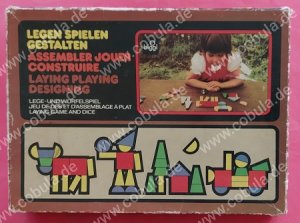 LEGEN SPIELEN
GESTALTEN
ASSEMBLER JOUER
CONSTRUIRE
LAYING PLAYING
DESIGNING
LEGE- UND WÜRFELSPIEL
JEU DE DES ET D'ASSEMBLAGE A PLAT
LAYING GAME AND DICE
www.cobula.de